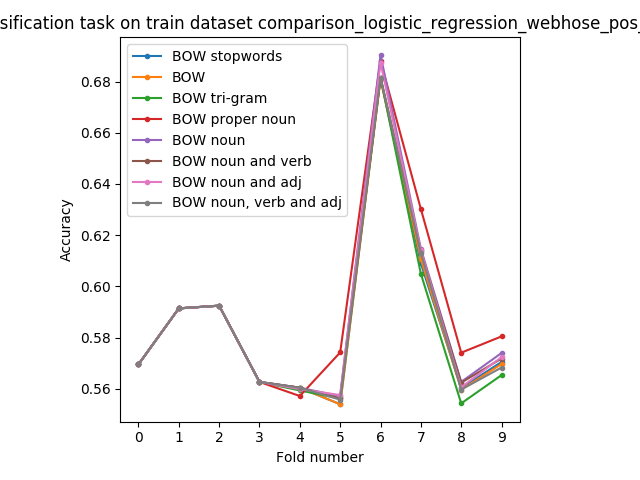 sification task on train dataset comparison_logistic_regression_webhose_pos_
BOW stopwords
BOW
BOW tri-gram
BOW proper noun
BOW noun
BOW noun and verb
BOW noun and adj
BOW noun, verb and adj
Accuracy
0.68
0.66
0.64
0.62
0.60
0.58
0.56
0 1 2 3 4 5 6 7 8 9
Fold number